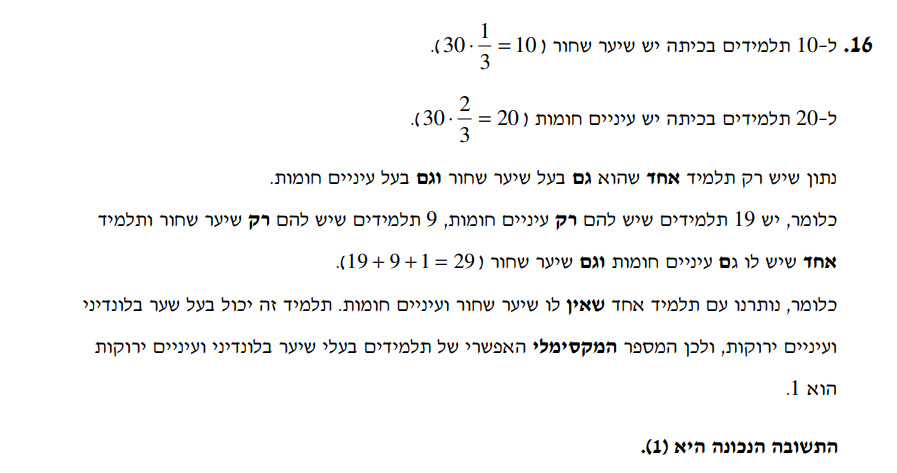 16. ל-10 תלמידים בכיתה יש שיער שחור (30 · 1/3 = 10).
ל-20 תלמידים בכיתה יש עיניים חומות (30 · 2/3 = 20).
נתון שיש רק תלמיד אחד שהוא גם בעל שיער שחור וגם בעל עיניים חומות.
כלומר, יש 19 תלמידים שיש להם רק עיניים חומות, 9 תלמידים שיש להם רק שיער שחור ותלמיד
אחד שיש לו גם עיניים חומות וגם שיער שחור (19 + 9 + 1 = 29).
כלומר, נותרנו עם תלמיד אחד שאין לו שיער שחור ועיניים חומות. תלמיד זה יכול בעל שער בלונדיני
ועיניים ירוקות, ולכן המספר המקסימלי האפשרי של תלמידים בעלי שיער בלונדיני ועיניים ירוקות
הוא 1.
התשובה הנכונה היא (1).